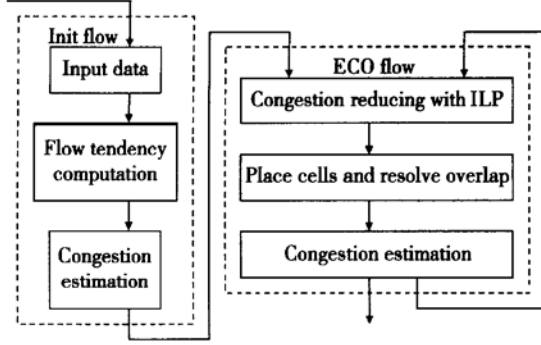 Init flow
Input data
Flow tendency
computation
Congestion
estimation
ECO flow
Congestion reducing with ILP
Place cells and resolve overlap
Congestion estimation